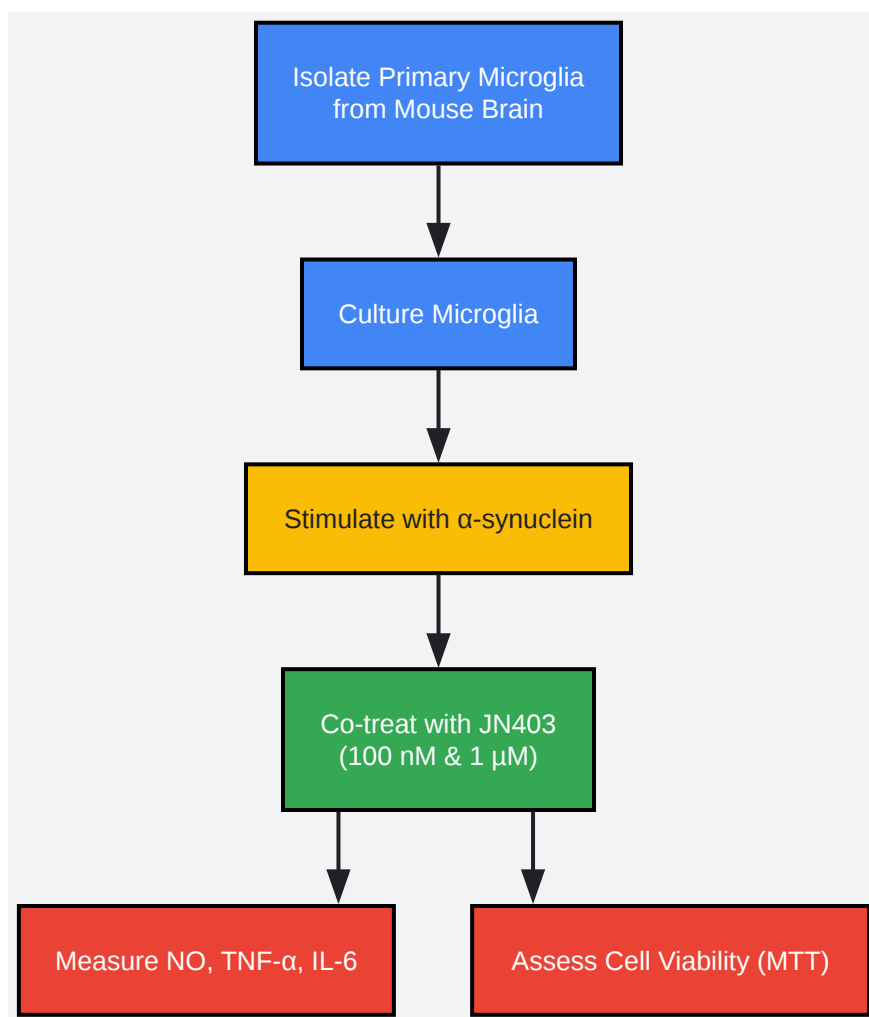 Isolate Primary Microglia
from Mouse Brain
Culture Microglia
Stimulate with α-synuclein
Co-treat with JN403
(100 nM & 1 µM)
Measure NO, TNF-α, IL-6
Assess Cell Viability (MTT)